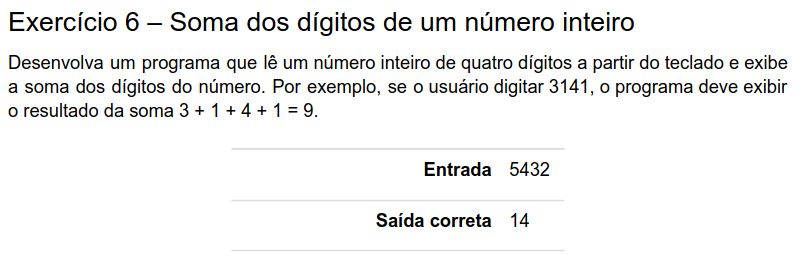 Exercício 6 – Soma dos dígitos de um número inteiro
Desenvolva um programa que lê um número inteiro de quatro dígitos a partir do teclado e exibe
a soma dos dígitos do número. Por exemplo, se o usuário digitar 3141, o programa deve exibir
o resultado da soma 3 + 1 + 4 + 1 = 9.
Entrada 5432
Saída correta 14